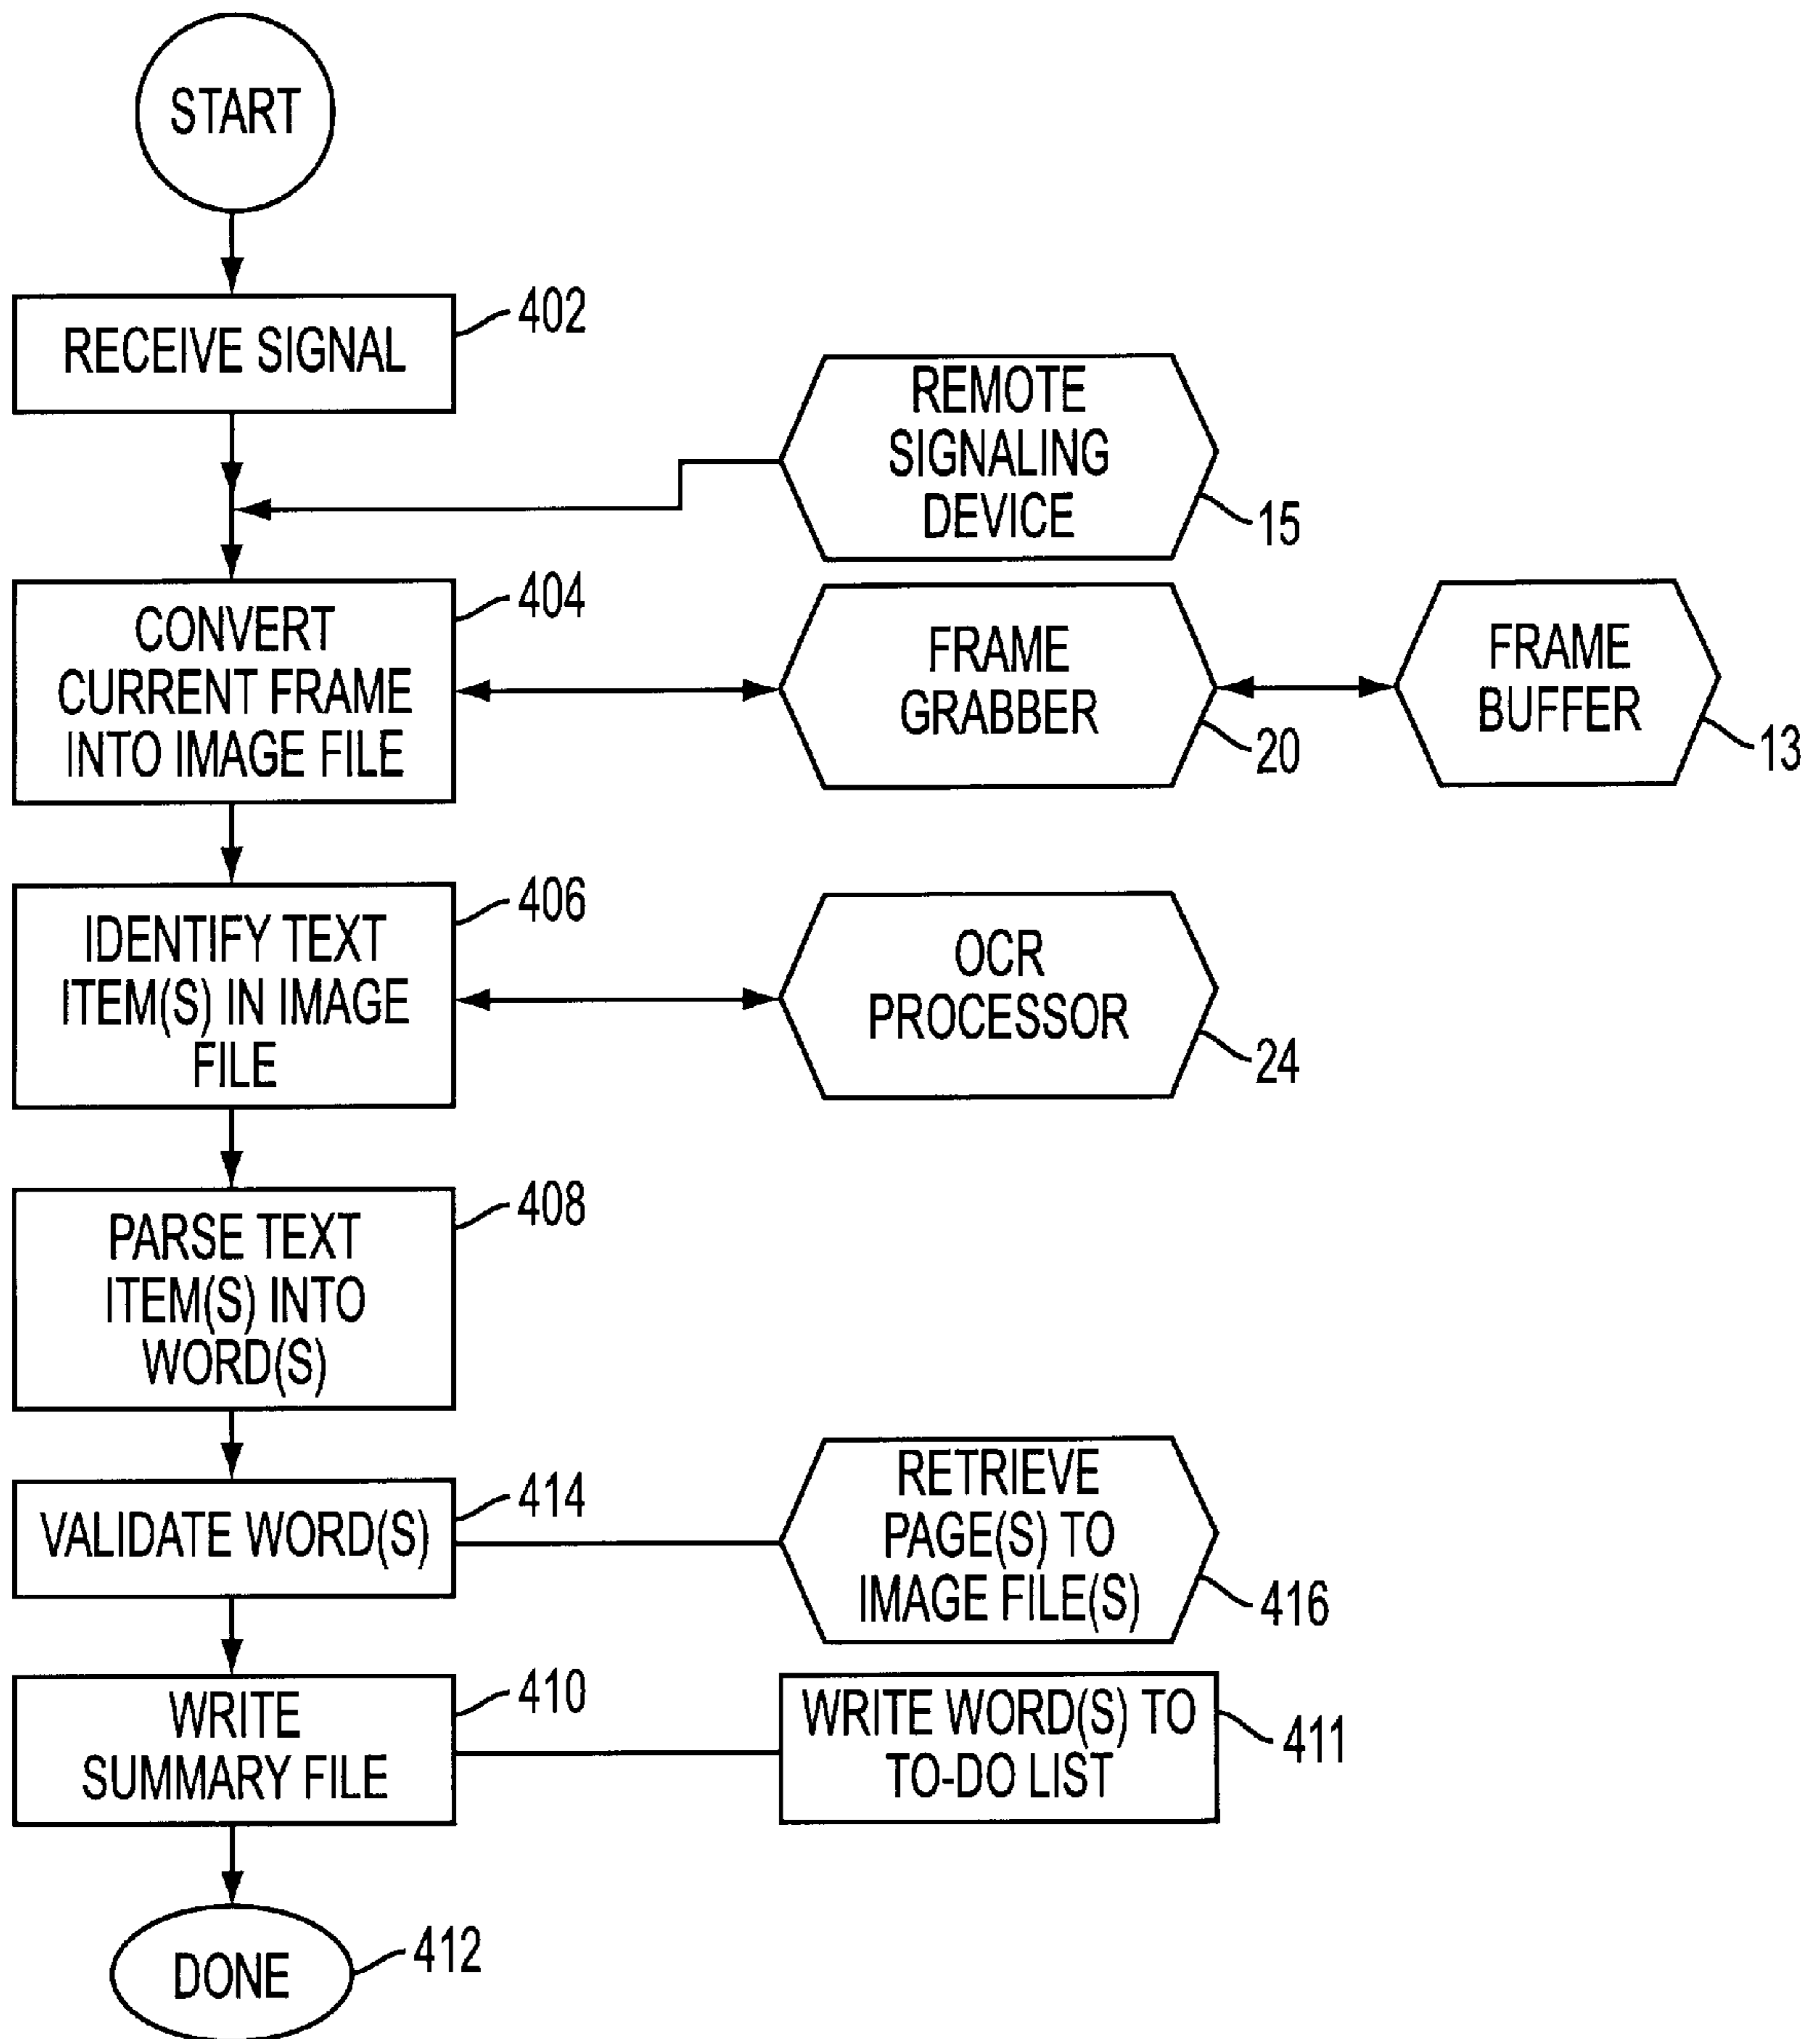 START
RECEIVE SIGNAL
402
REMOTE
SIGNALING
DEVICE
15
CONVERT
CURRENT FRAME
INTO IMAGE FILE
404
FRAME
GRABBER
20
FRAME
BUFFER
13
IDENTIFY TEXT
ITEM(S) IN IMAGE
FILE
406
OCR
PROCESSOR
24
PARSE TEXT
ITEM(S) INTO
WORD(S)
408
VALIDATE WORD(S)
414
RETRIEVE
PAGE(S) TO
IMAGE FILE(S)
416
WRITE
SUMMARY FILE
410
WRITE WORD(S) TO
TO-DO LIST
411
DONE
412